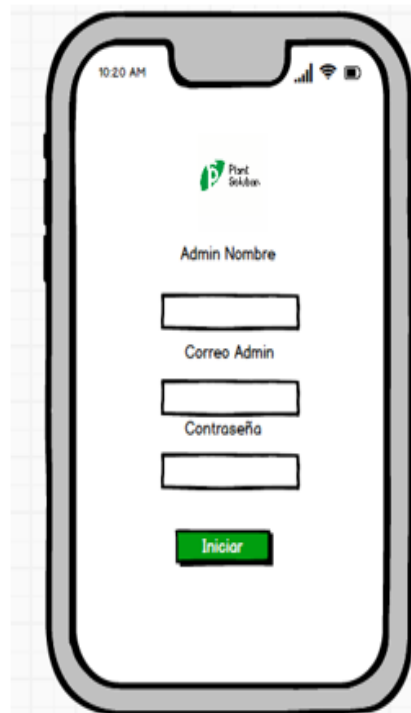 10:20 AM
Plant
Solution
Admin Nombre
Correo Admin
Contraseña
Iniciar